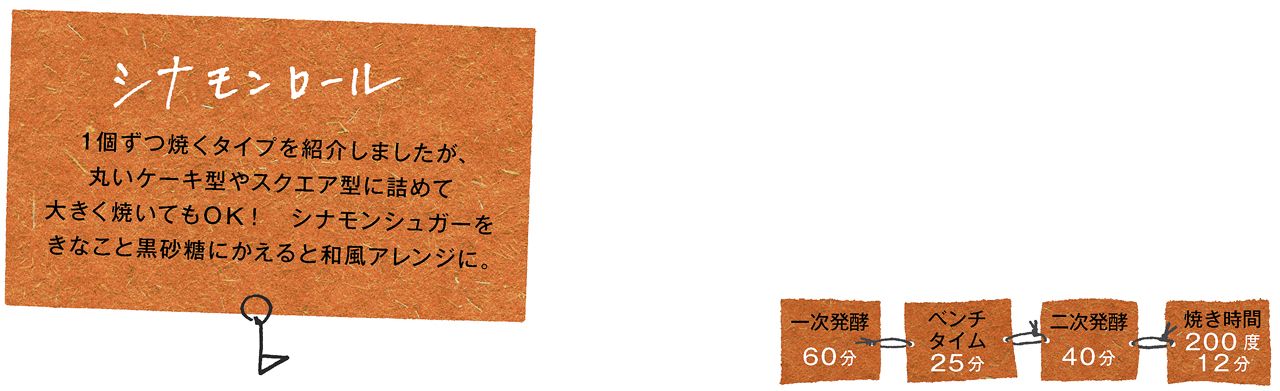 シナモンロール
1個ずつ焼くタイプを紹介しましたが、
丸いケーキ型やスクエア型に詰めて
大きく焼いてもOK！　シナモンシュガーを
きなこと黒砂糖にかえると和風アレンジに。
一次発酵
60分
ベンチ
タイム
25分
二次発酵
40分
焼き時間
200度
12分